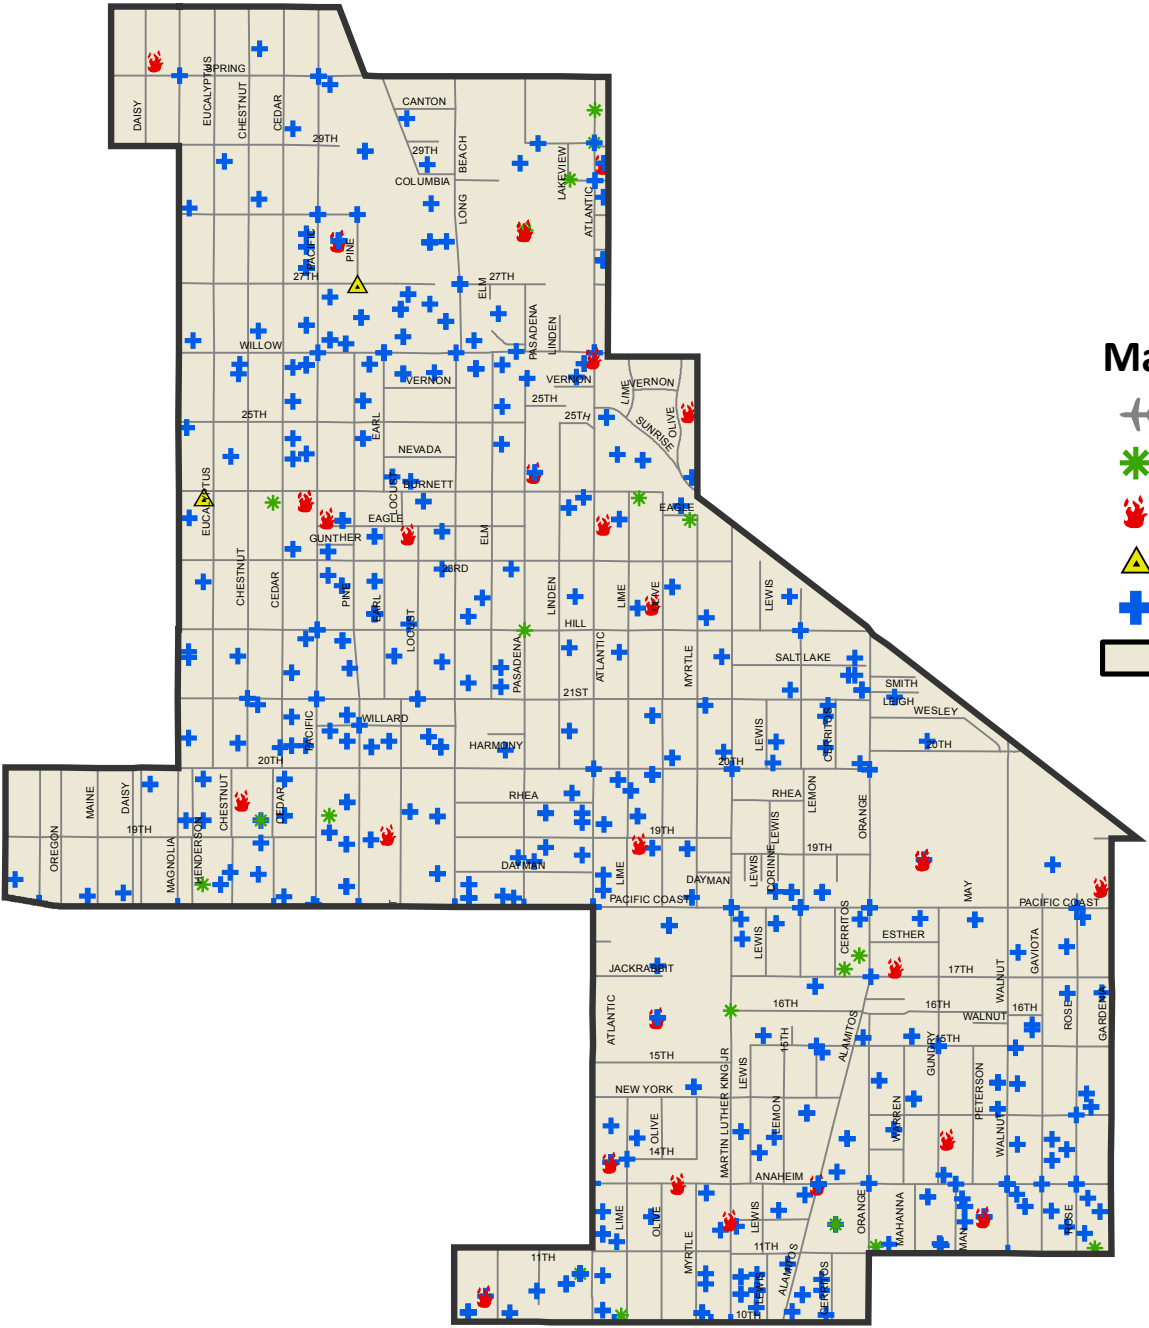 SPRING
DAISY
EUCALYPTUS
CHESTNUT
CEDAR
29TH
CANTON
29TH
BEACH
COLUMBIA
LONG
LAKEVIEW
ATLANTIC
PACIFIC
PINE
27TH
27TH
ELM
PASADENA
LINDEN
Ma
WILLOW
VERNON
VERNON
LIME
VERNON
25TH
25TH
25TH
EARL
OLIVE
SUNRISE
NEVADA
BURNETT
LOCUST
EUCALYPTUS
EAGLE
EAGLE
GUNTHER
ELM
23RD
CHESTNUT
CEDAR
PINE
EARL
LOCUST
LINDEN
LIME
OLIVE
LEWIS
HILL
PASADENA
ATLANTIC
MYRTLE
SALT LAKE
SMITH
LEIGH
21ST
WESLEY
PACIFIC
WILLARD
HARMONY
LEWIS
CERRITOS
20TH
20TH
20TH
MAINE
DAISY
CHESTNUT
CEDAR
RHEA
RHEA
LEMON
ORANGE
OREGON
19TH
MAGNOLIA
HENDERSON
19TH
LEWIS
19TH
DAYMAN
LIME
DAYMAN
LEWIS
CORINNE
MAY
PACIFIC COAST
PACIFIC COAST
CERRITOS
LEWIS
ESTHER
GAVIOTA
JACKRABBIT
17TH
WALNUT
ATLANTIC
16TH
16TH
16TH
WALNUT
ROSE
GARDENIA
ALAMITOS
15TH
15TH
15TH
GUNDRY
MARTIN LUTHER KING JR
LEWIS
NEW YORK
PETERSON
OLIVE
LEMON
WARREN
WALNUT
14TH
ANAHEIM
LIME
OLIVE
LEWIS
ORANGE
MAHANNA
ROSE
MAN
MYRTLE
11TH
11TH
ALAMITOS
LEWIS
CERRITOS
10TH